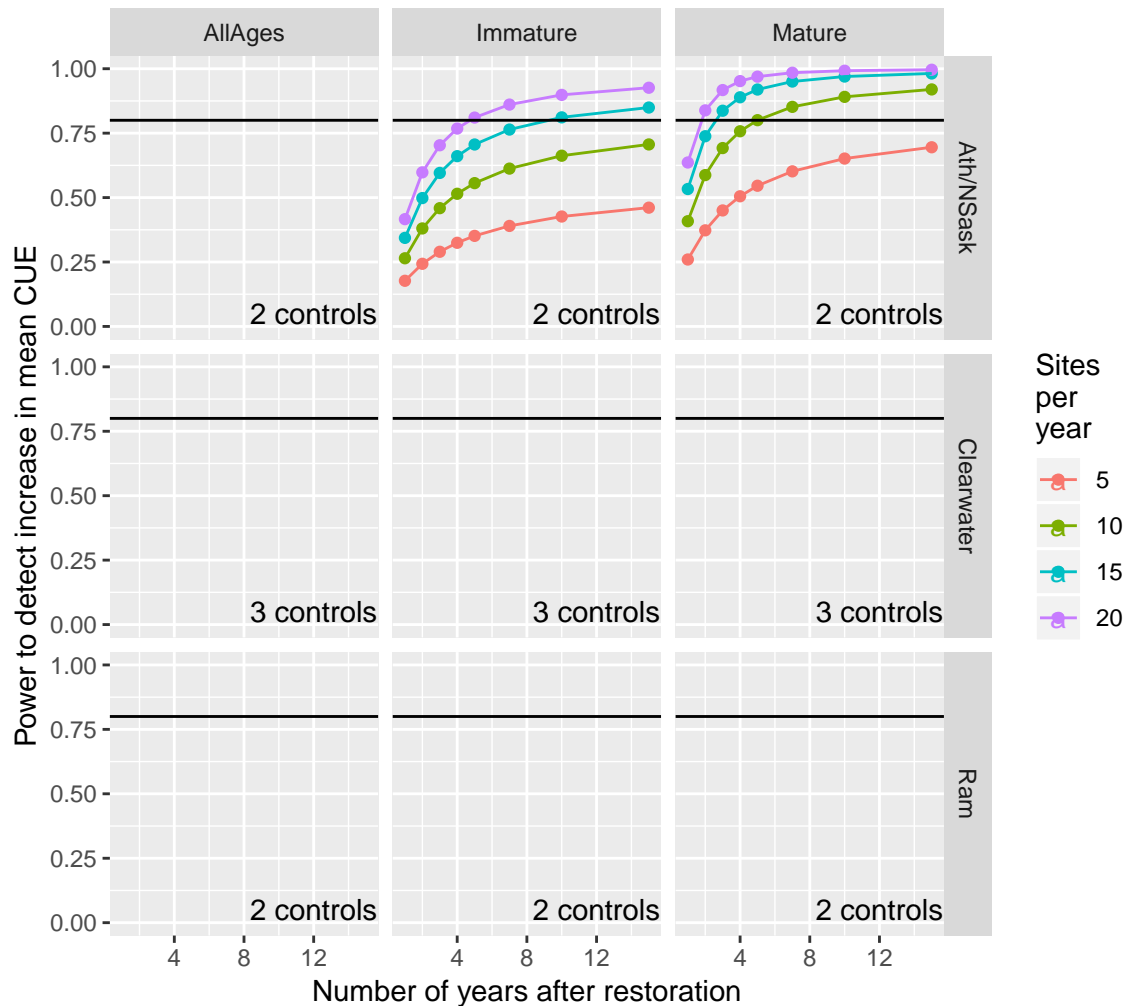 AllAges Immature Mature
Power to detect increase in mean CUE
1.00
0.75
0.50
0.25
0.00
2 controls 2 controls 2 controls
Ath/NSask
1.00
0.75
0.50
0.25
0.00
3 controls 3 controls 3 controls
Clearwater
1.00
0.75
0.50
0.25
0.00
2 controls 2 controls 2 controls
Ram
4 8 12 4 8 12 4 8 12
Number of years after restoration
Sites
per
year
a 5
a 10
a 15
a 20